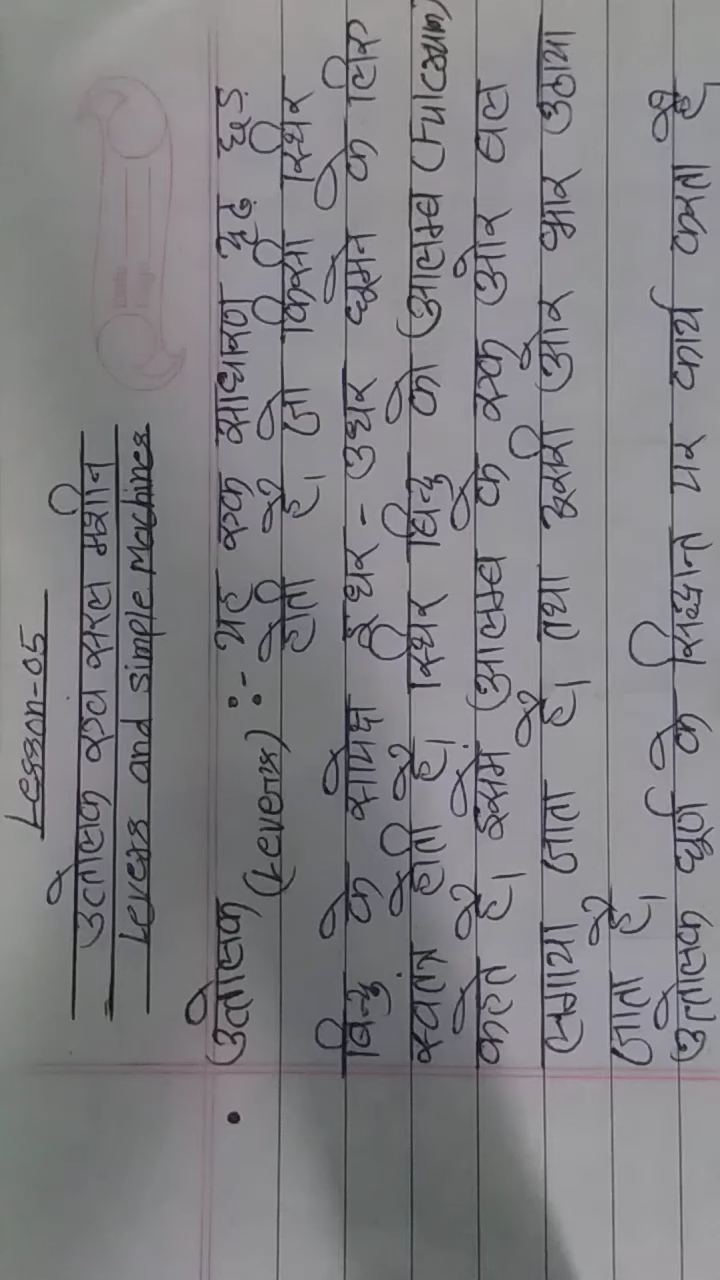 Lesson-05
उत्तोलक एवं सरल मशीन
Levers and Simple Machines
• उत्तोलक (Levers) :- यह एक साधारण दृढ़ छड़
होती है, जो किसी स्थिर
बिन्दु के सापेक्ष इधर-उधर घूमने के लिए
स्वतंत्र होती है, स्थिर बिन्दु को आलम्ब (Fulcrum)
कहते है, इसमें आलम्ब के एक ओर बल
लगाया जाता है, तथा दूसरी ओर भार उठाया
जाता है,
उत्तोलक घूर्ण के सिद्धान्त पर कार्य करता है,